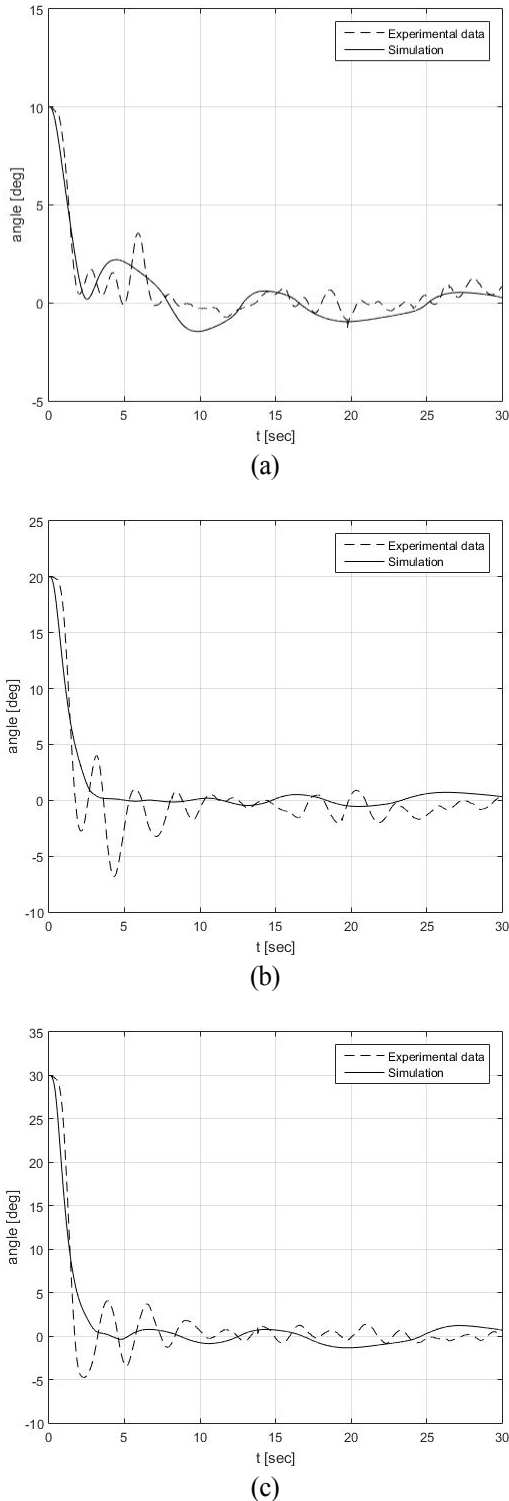 15
10
5
0
-5
angle [deg]
Experimental data
Simulation
0 5 10 15 20 25 30
t [sec]
(a)
25
20
15
10
5
0
-5
-10
angle [deg]
Experimental data
Simulation
0 5 10 15 20 25 30
t [sec]
(b)
35
30
25
20
15
10
5
0
-5
-10
angle [deg]
Experimental data
Simulation
0 5 10 15 20 25 30
t [sec]
(c)